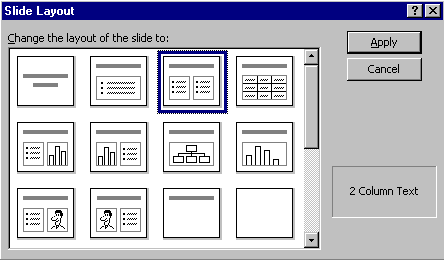 Slide Layout
Change the layout of the slide to:
Apply
Cancel
2 Column Text